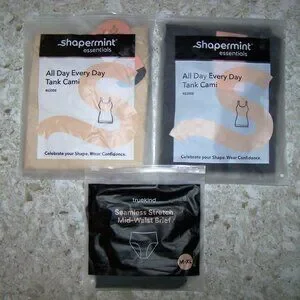 shapermint
essentials
All Day Every Day
Tank Cami
Celebrate your Shape. Wear Confidence.
shapermint
essentials
All Day Every Day
Tank Cami
Celebrate your Shape. Wear Confidence.
truekind
Seamless Stretch
Mid-Waist Brief
M-XL